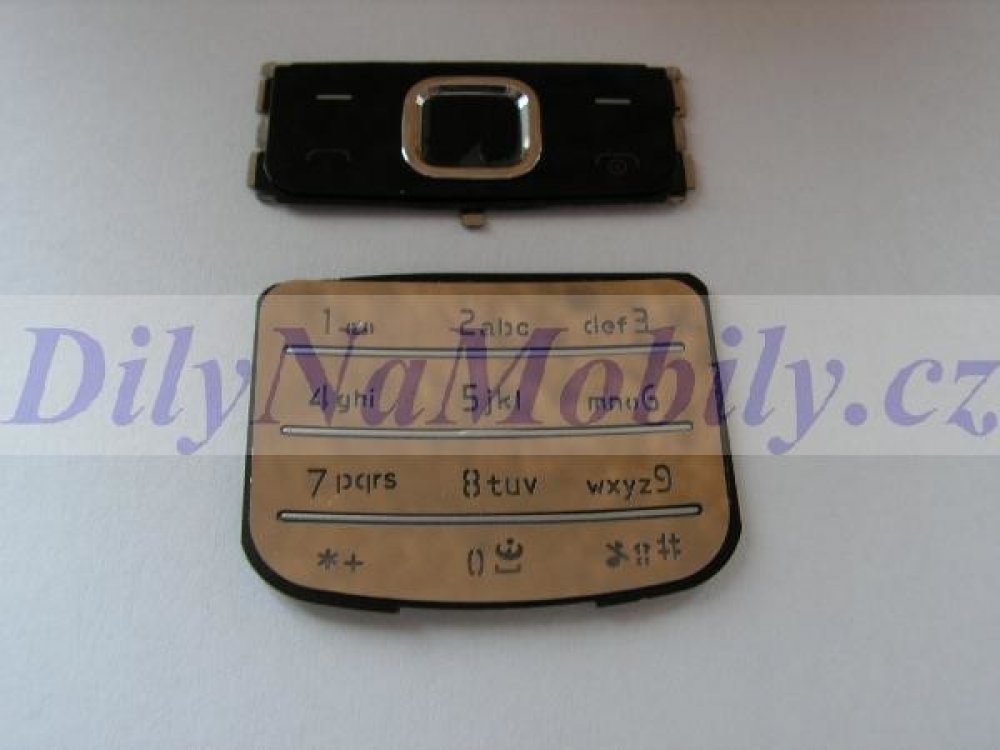 1
2abc
def3
DilyNaMobily.cz
4ghi
5jkl
mno6
7pqrs
8tuv
wxyz9
*+
0
#